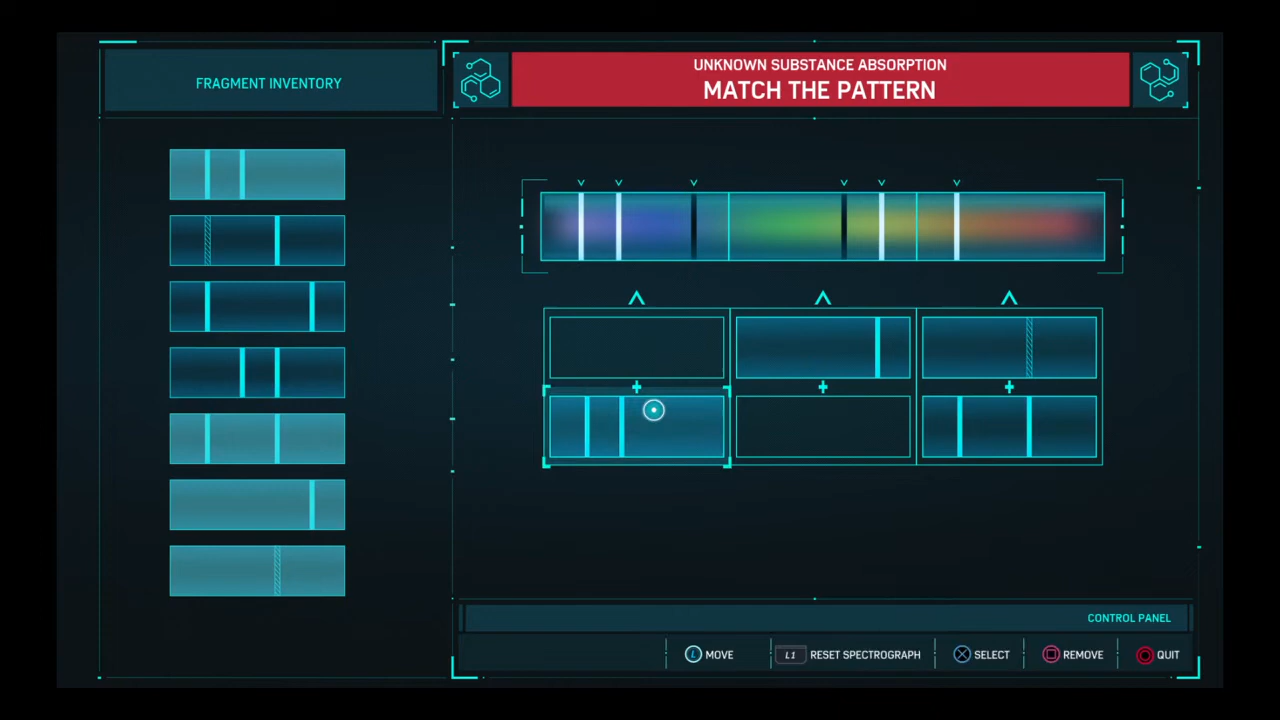 FRAGMENT INVENTORY
UNKNOWN SUBSTANCE ABSORPTION
MATCH THE PATTERN
CONTROL PANEL
L MOVE
L1 RESET SPECTROGRAPH
SELECT
REMOVE
QUIT